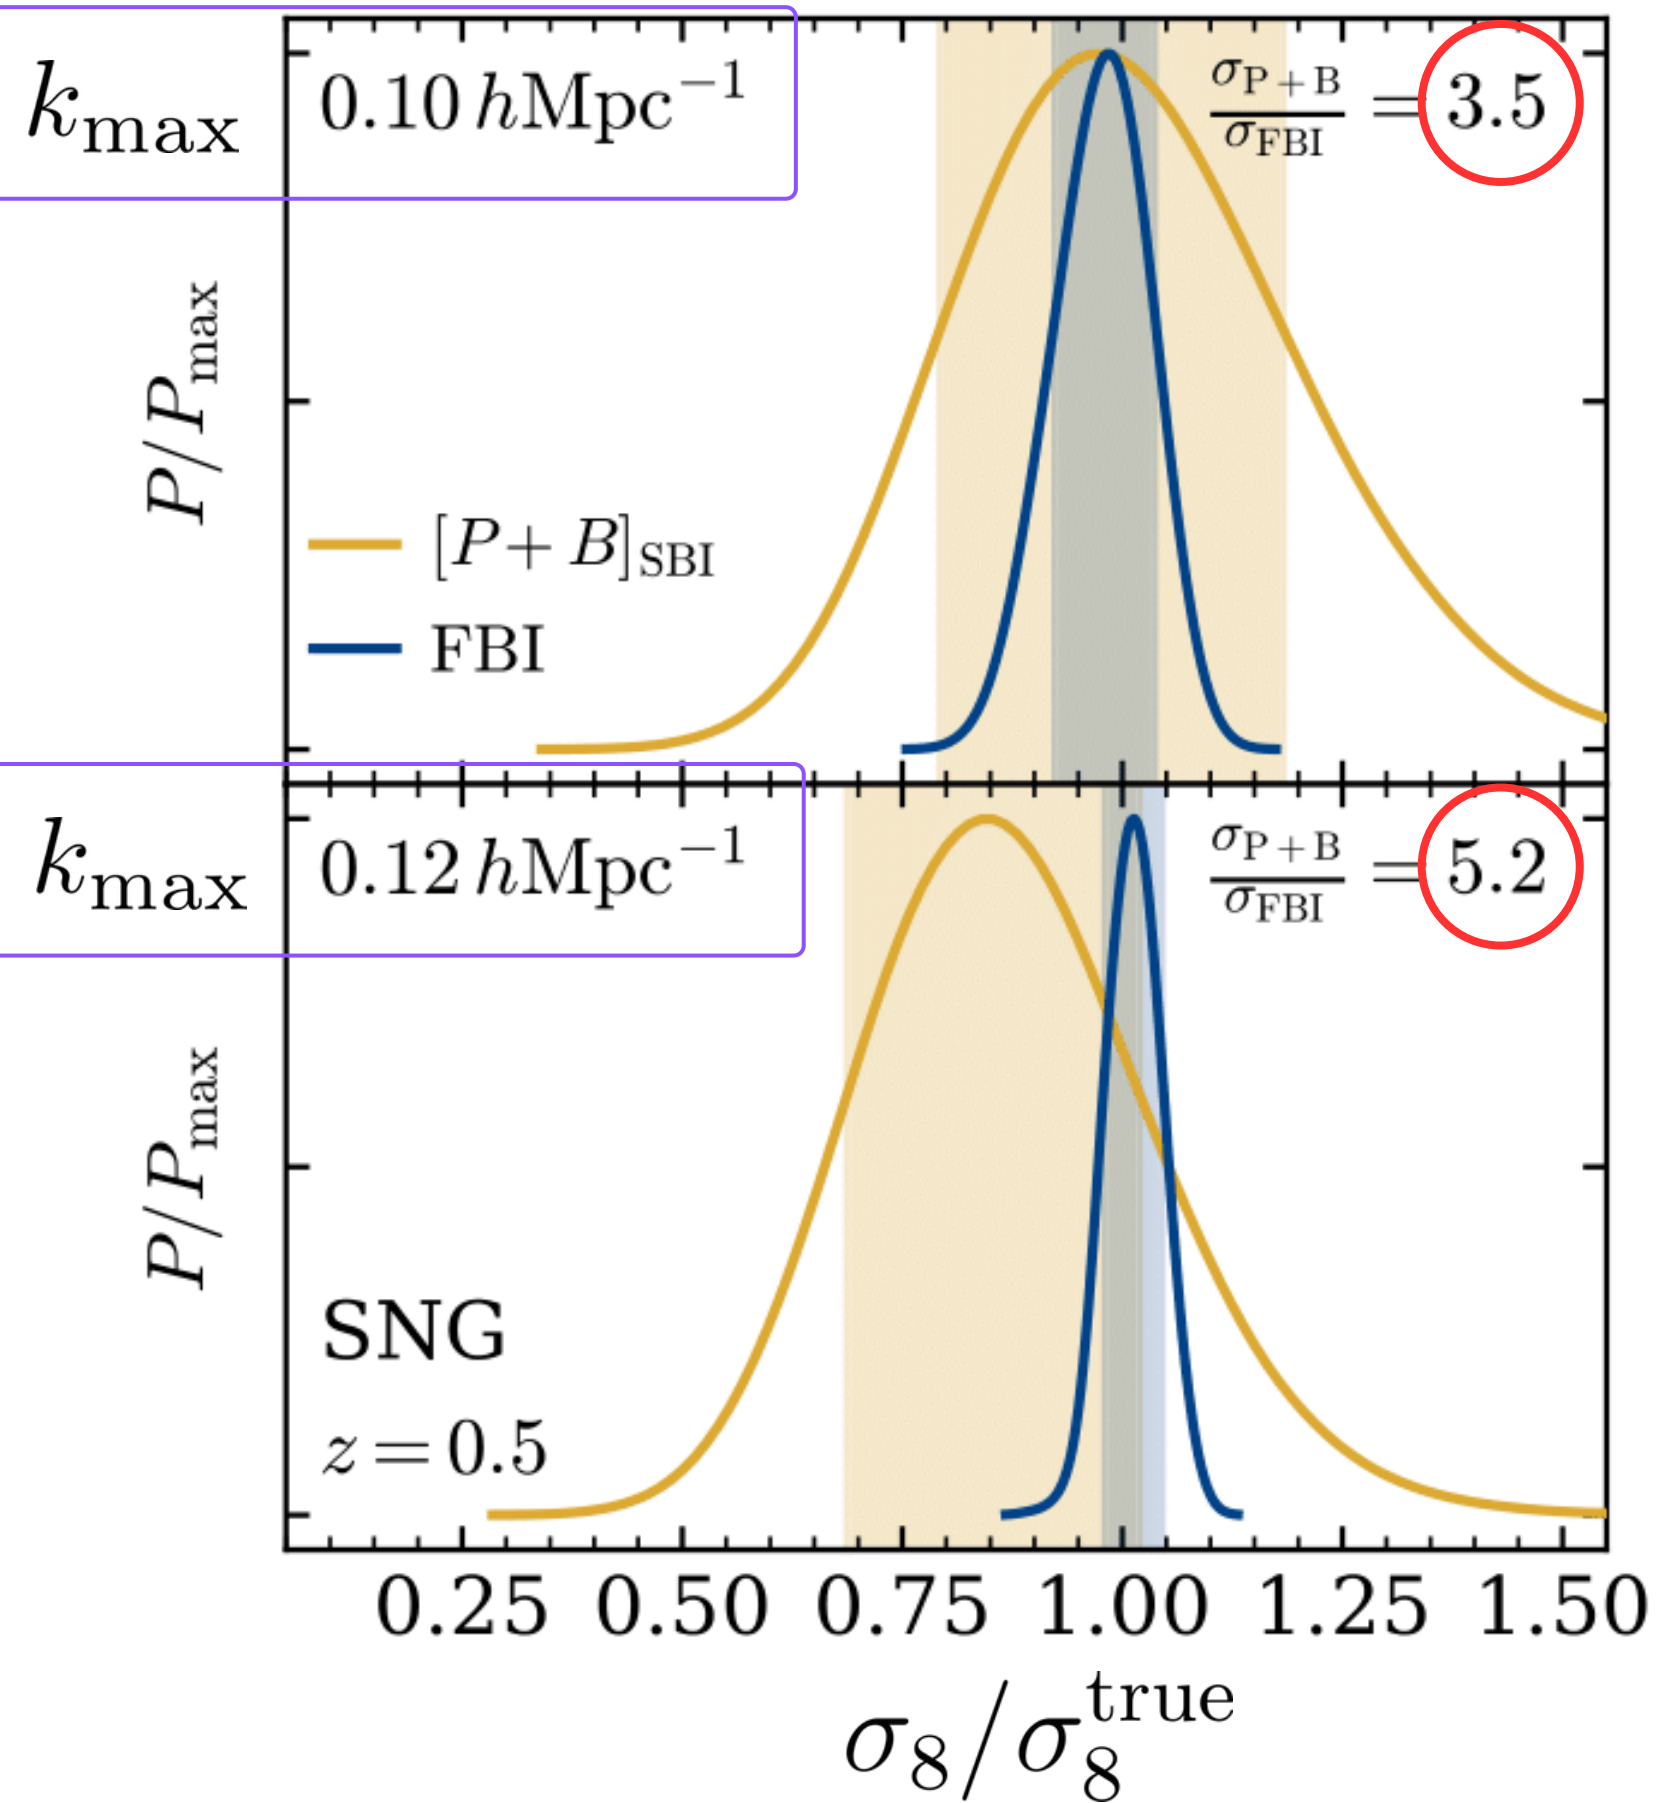 k_max 0.10 hMpc⁻¹ σ_P+B/σ_FBI = 3.5
P/P_max
[P + B]_SBI
FBI
k_max 0.12 hMpc⁻¹ σ_P+B/σ_FBI = 5.2
P/P_max
SNG
z = 0.5
0.25 0.50 0.75 1.00 1.25 1.50
σ₈/σ₈^true